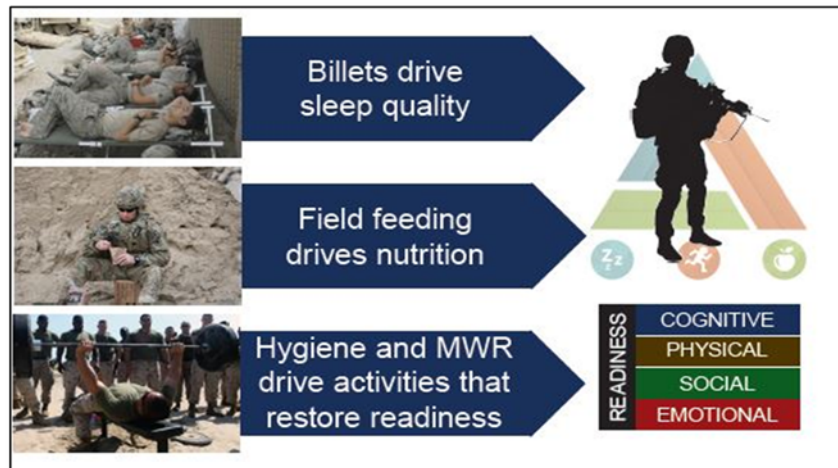 Billets drive
sleep quality
Field feeding
drives nutrition
Hygiene and MWR
drive activities that
restore readiness
Z Z
Z
READINESS
COGNITIVE
PHYSICAL
SOCIAL
EMOTIONAL